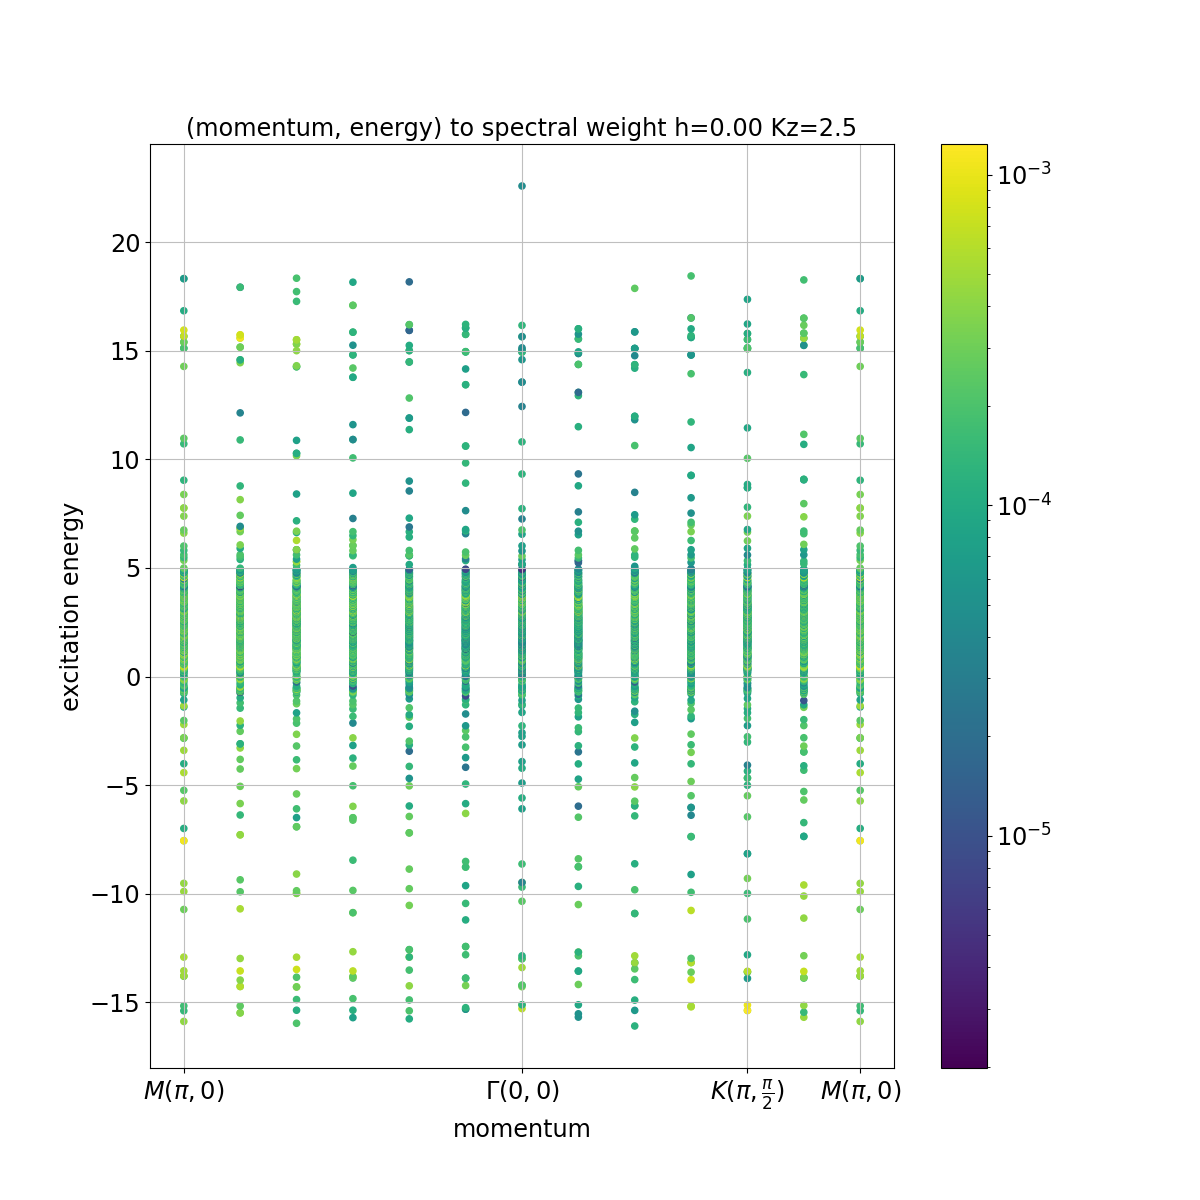 (momentum, energy) to spectral weight h=0.00 Kz=2.5
excitation energy
20
15
10
5
0
−5
−10
−15
M(π, 0)
Γ(0, 0)
K(π, π/2)
M(π, 0)
momentum
10⁻³
10⁻⁴
10⁻⁵